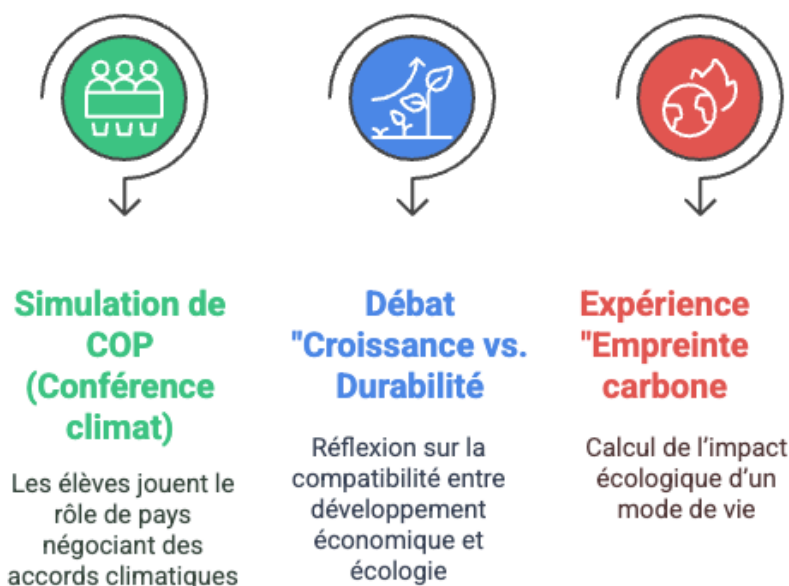 Simulation de
COP
(Conférence
climat)
Les élèves jouent le
rôle de pays
négociant des
accords climatiques
Débat
"Croissance vs.
Durabilité
Réflexion sur la
compatibilité entre
développement
économique et
écologie
Expérience
"Empreinte
carbone
Calcul de l'impact
écologique d'un
mode de vie